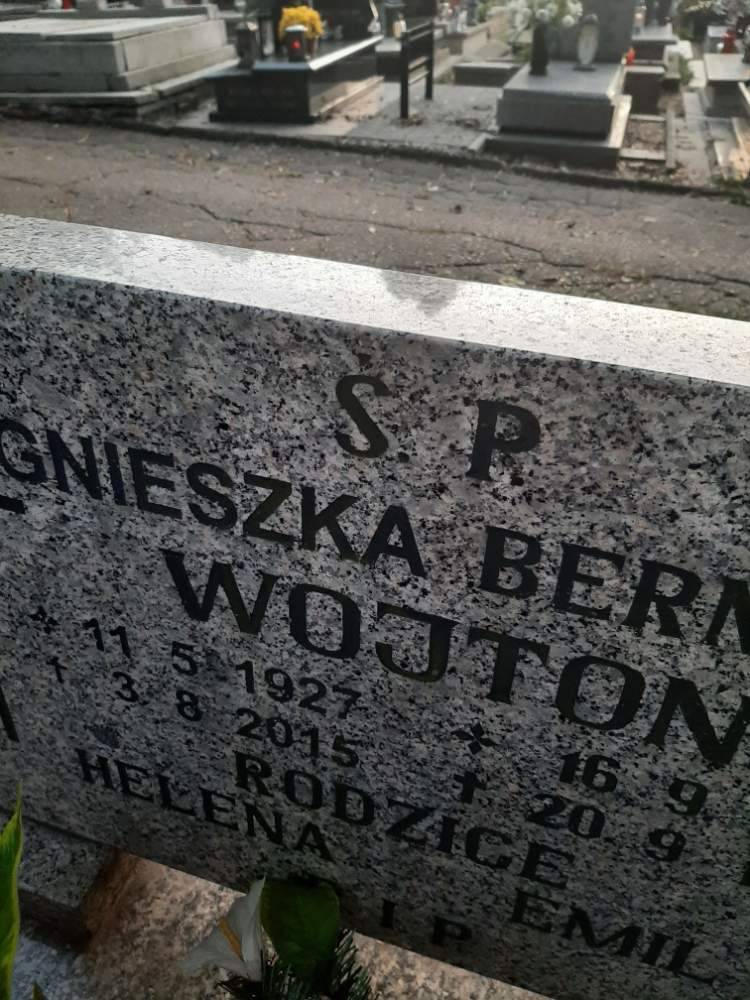 Ś. P.
GNIESZKA BERN
WOJTON
11 5 1927 16 9
3 8 2015 20 9
RODZICE
HELENA EMIL
I P